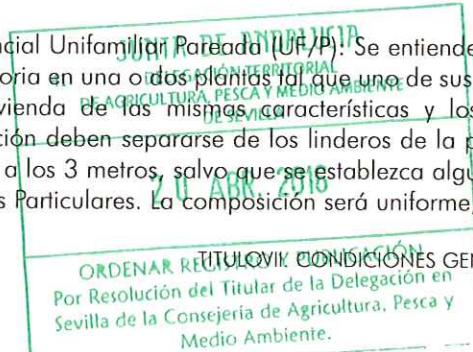 JUNTA DE ANDALUCIA
ncial Unifamiliar Pareada (UF/P): Se entiende
DELEGACIÓN TERRITORIAL
oria en una o dos plantas tal que uno de sus
DE AGRICULTURA, PESCA Y MEDIO AMBIENTE
vienda de las mismas características y los
DE SEVILLA
ción deben separarse de los linderos de la p
a los 3 metros, salvo que se establezca algu
20 ABR. 2018
s Particulares. La composición será uniforme,
TITULO VII. CONDICIONES GEN
ORDENAR REGISTRO Y PUBLICACIÓN
Por Resolución del Titular de la Delegación en
Sevilla de la Consejería de Agricultura, Pesca y
Medio Ambiente.